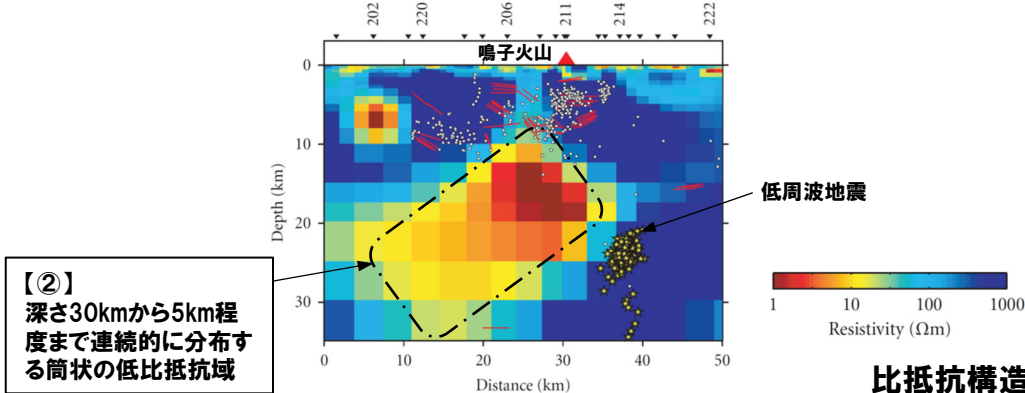 202 220 206 211 214 222
鳴子火山
0
10
20
30
Depth (km)
0 10 20 30 40 50
Distance (km)
低周波地震
【②】
深さ30kmから5km程
度まで連続的に分布す
る筒状の低比抵抗域
1 10 100 1000
Resistivity (Ωm)
比抵抗構造